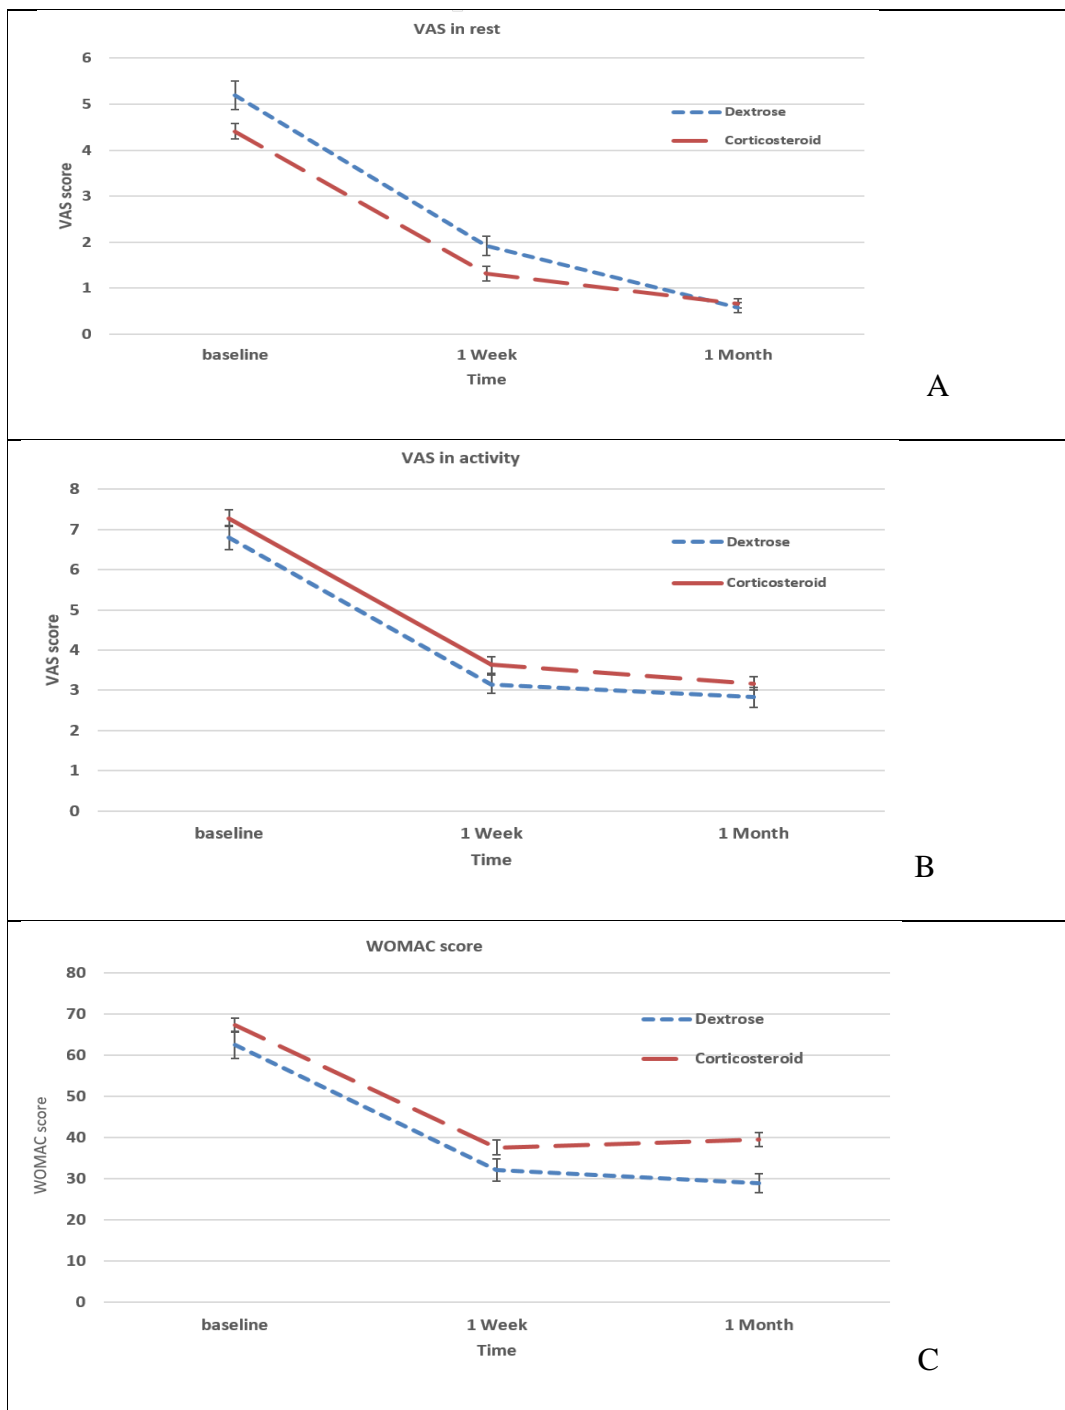 VAS in rest
6
5
4
3
2
1
0
VAS score
Dextrose
Corticosteroid
baseline
1 Week
1 Month
Time
A
VAS in activity
8
7
6
5
4
3
2
1
0
VAS score
Dextrose
Corticosteroid
baseline
1 Week
1 Month
Time
B
WOMAC score
80
70
60
50
40
30
20
10
0
WOMAC score
Dextrose
Corticosteroid
baseline
1 Week
1 Month
Time
C